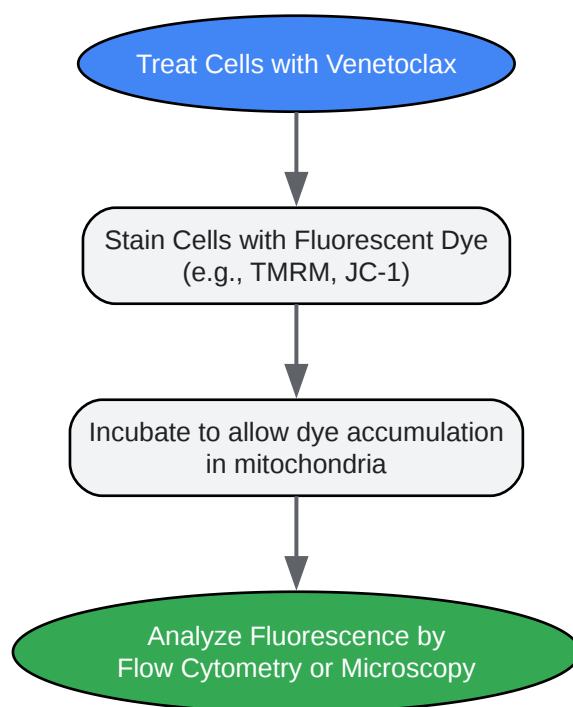 Treat Cells with Venetoclax
Stain Cells with Fluorescent Dye
(e.g., TMRM, JC-1)
Incubate to allow dye accumulation
in mitochondria
Analyze Fluorescence by
Flow Cytometry or Microscopy